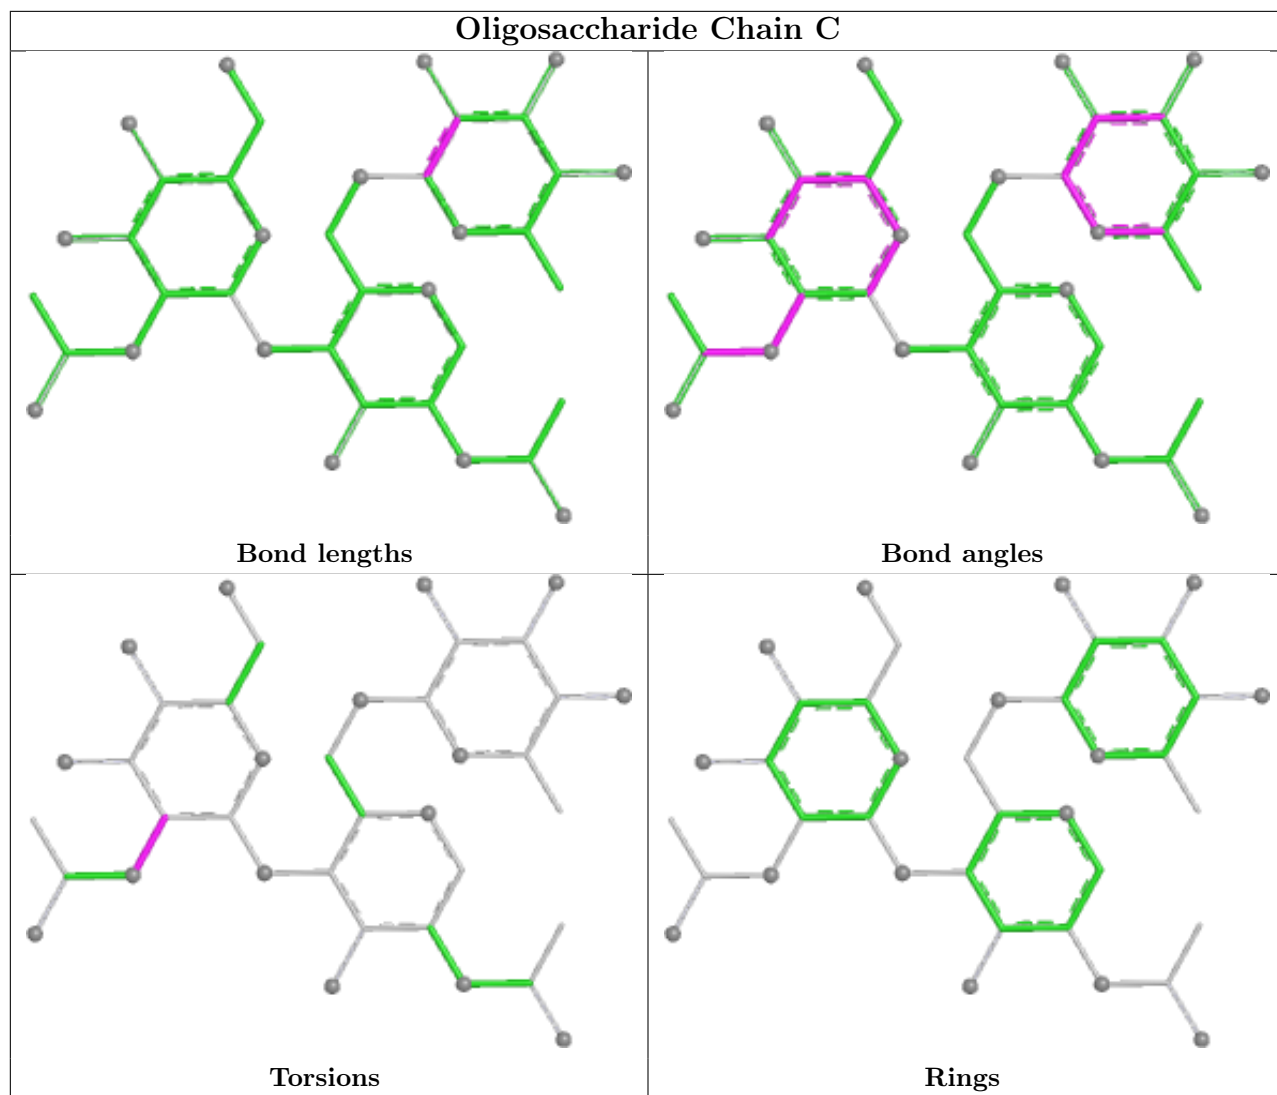 Oligosaccharide Chain C
Bond lengths
Bond angles
Torsions
Rings